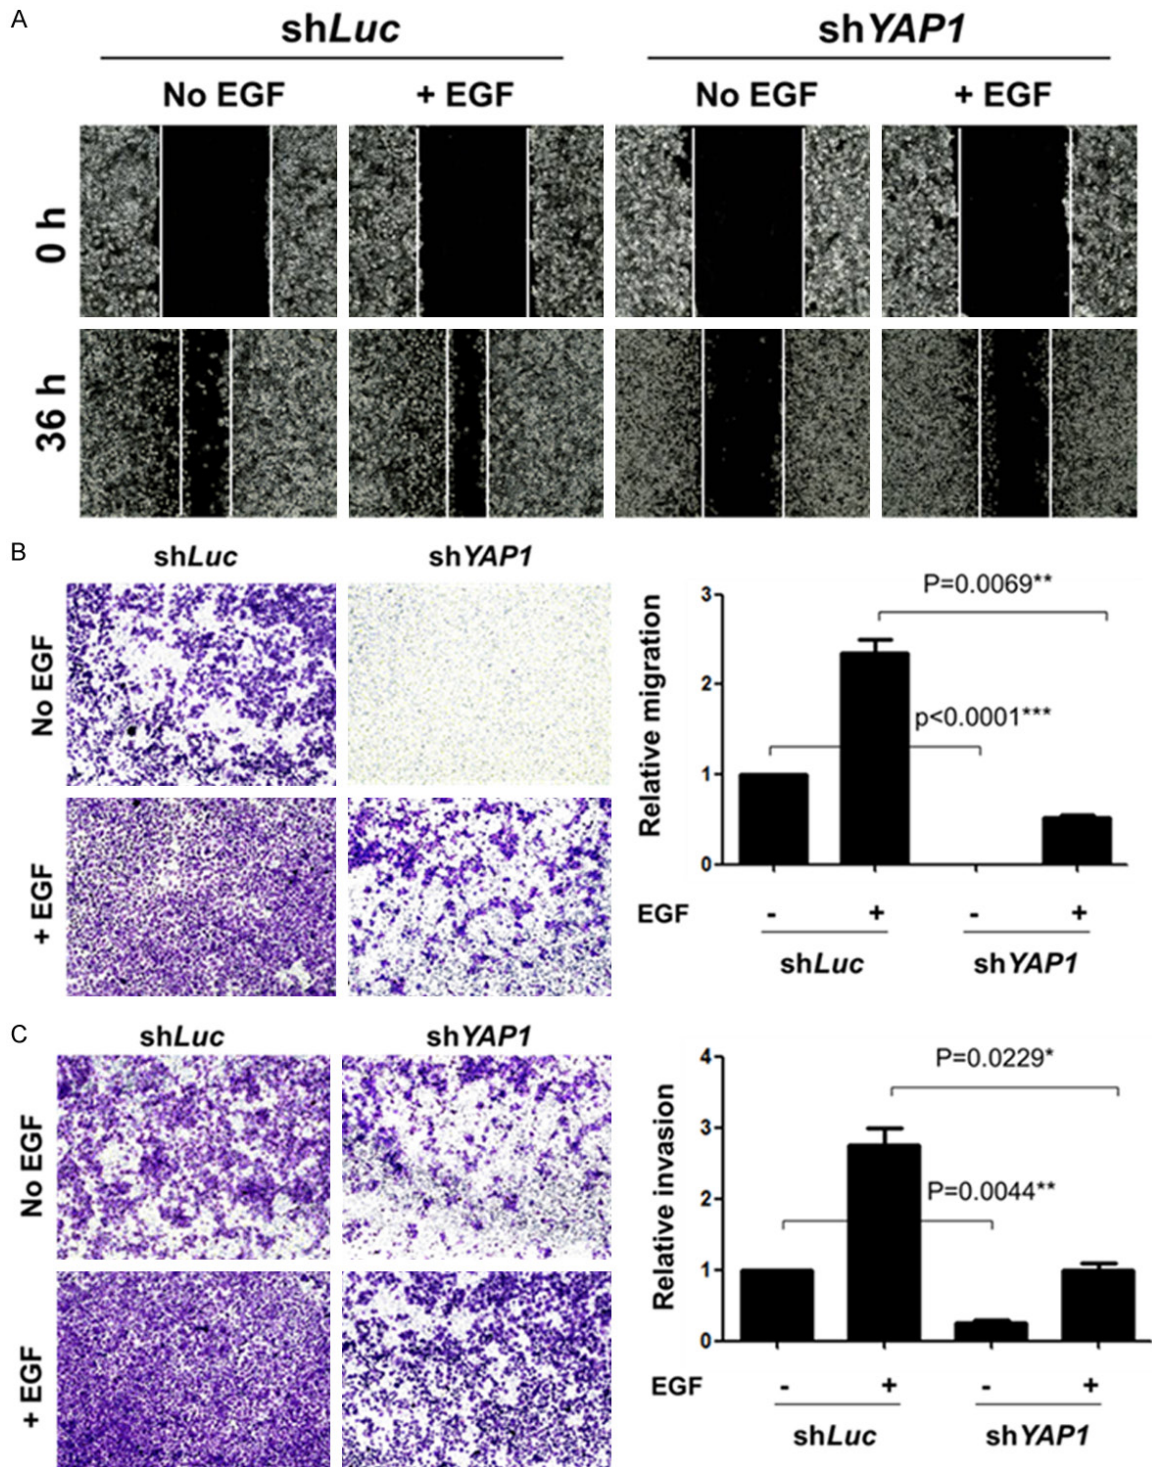 A
shLuc shYAP1
No EGF + EGF No EGF + EGF
0 h
36 h
B
shLuc shYAP1
No EGF
+ EGF
Relative migration
3
2
1
0
P=0.0069**
p<0.0001***
EGF - + - +
shLuc shYAP1
C
shLuc shYAP1
No EGF
+ EGF
Relative invasion
4
3
2
1
0
P=0.0229*
P=0.0044**
EGF - + - +
shLuc shYAP1